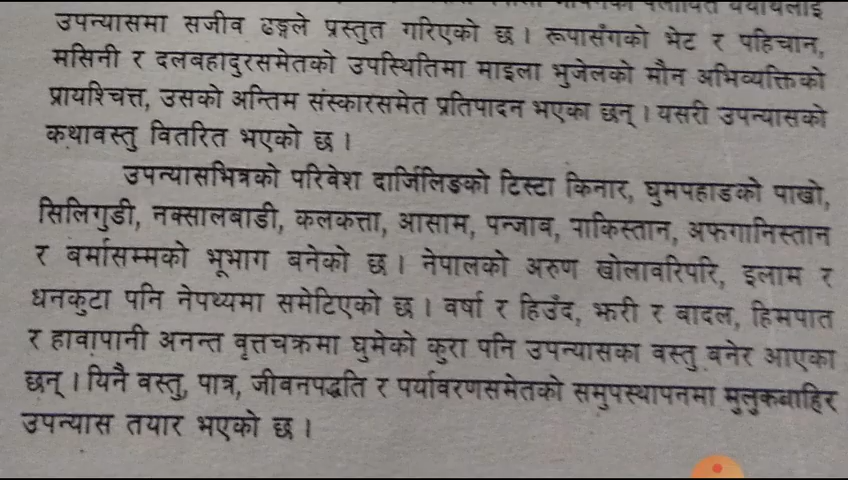 उपन्यासमा सजीव ढङ्गले प्रस्तुत गरिएको छ । रूपासँगको भेट र पहिचान,
मसिनी र दलबहादुरसमेतको उपस्थितिमा माइला भुजेलको मौन अभिव्यक्तिको
प्रायश्चित्त, उसको अन्तिम संस्कारसमेत प्रतिपादन भएका छन् । यसरी उपन्यासको
कथावस्तु वितरित भएको छ ।
उपन्यासभित्रको परिवेश दार्जिलिङको टिस्टा किनार, घुमपहाडको पाखो,
सिलिगुडी, नक्सालबाडी, कलकत्ता, आसाम, पन्जाब, पाकिस्तान, अफगानिस्तान
र बर्मासम्मको भूभाग बनेको छ । नेपालको अरुण खोलावरिपरि, इलाम र
धनकुटा पनि नेपथ्यमा समेटिएको छ । वर्षा र हिउँद, झरी र बादल, हिमपात
र हावापानी अनन्त वृत्तचक्रमा घुमेको कुरा पनि उपन्यासका वस्तु बनेर आएका
छन् । यिनै वस्तु, पात्र, जीवनपद्धति र पर्यावरणसमेतको समुपस्थापनमा मुलुकबाहिर
उपन्यास तयार भएको छ ।